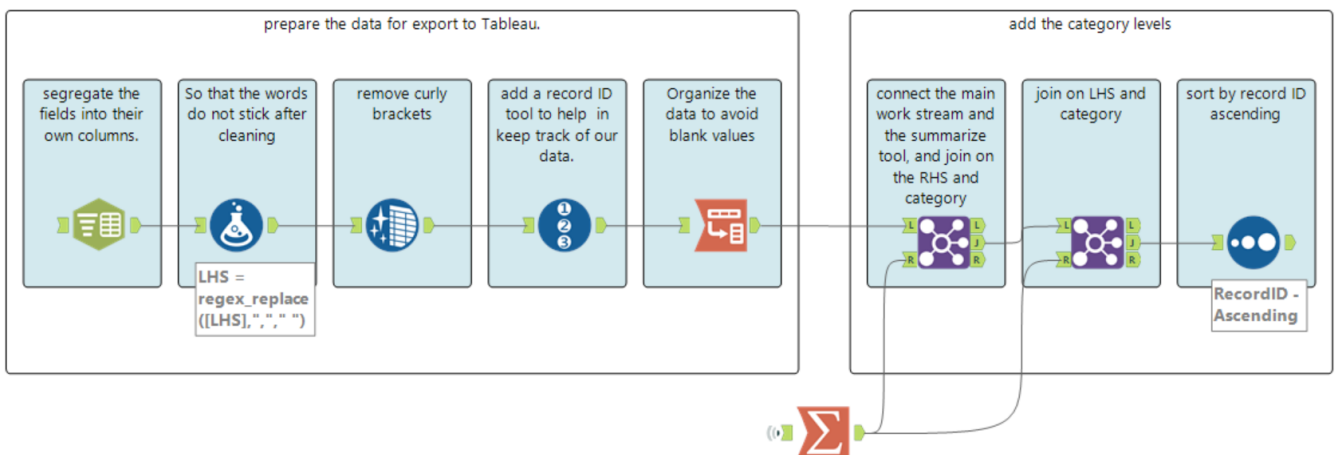 prepare the data for export to Tableau.
segregate the
fields into their
own columns.
So that the words
do not stick after
cleaning
LHS =
regex_replace
([LHS],","," ")
remove curly
brackets
add a record ID
tool to help  in
keep track of our
data.
1
2
3
Organize the
data to avoid
blank values
add the category levels
connect the main
work stream and
the summarize
tool, and join on
the RHS and
category
L
R
L
J
R
join on LHS and
category
L
R
L
J
R
sort by record ID
ascending
RecordID -
Ascending
Σ